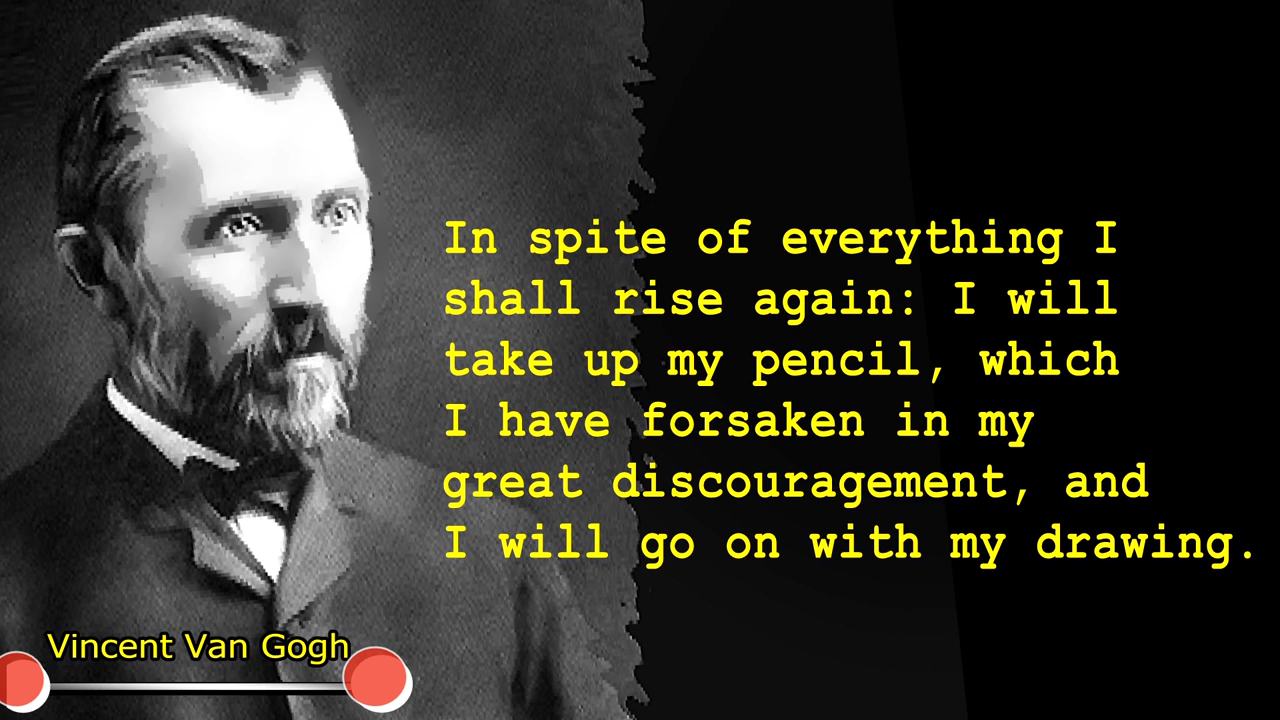 In spite of everything I
shall rise again: I will
take up my pencil, which
I have forsaken in my
great discouragement, and
I will go on with my drawing.
Vincent Van Gogh